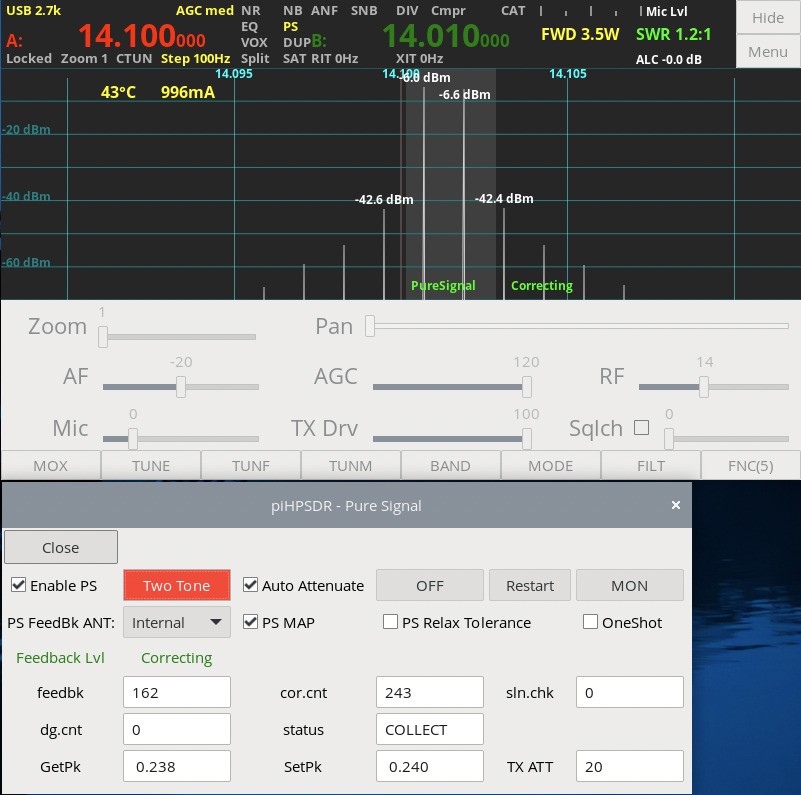 USB 2.7k AGC med NR NB ANF SNB DIV Cmpr CAT Mic Lvl Hide
EQ PS
A: 14.100000 VOX DUP B: 14.010000 FWD 3.5W SWR 1.2:1
Locked Zoom 1 CTUN Step 100Hz Split SAT RIT 0Hz XIT 0Hz ALC -0.0 dB Menu
14.095 14.100 14.105
-6.6 dBm
43°C 996mA
-20 dBm
-40 dBm -42.6 dBm -42.4 dBm
-60 dBm
PureSignal Correcting
Zoom 1 Pan
AF -20 AGC 120 RF 14
Mic 0 TX Drv 100 Sqlch 0
MOX TUNE TUNF TUNM BAND MODE FILT FNC(5)
piHPSDR - Pure Signal ×
Close
Enable PS Two Tone Auto Attenuate OFF Restart MON
PS FeedBk ANT: Internal PS MAP PS Relax Tolerance OneShot
Feedback Lvl Correcting
feedbk 162 cor.cnt 243 sln.chk 0
dg.cnt 0 status COLLECT
GetPk 0.238 SetPk 0.240 TX ATT 20